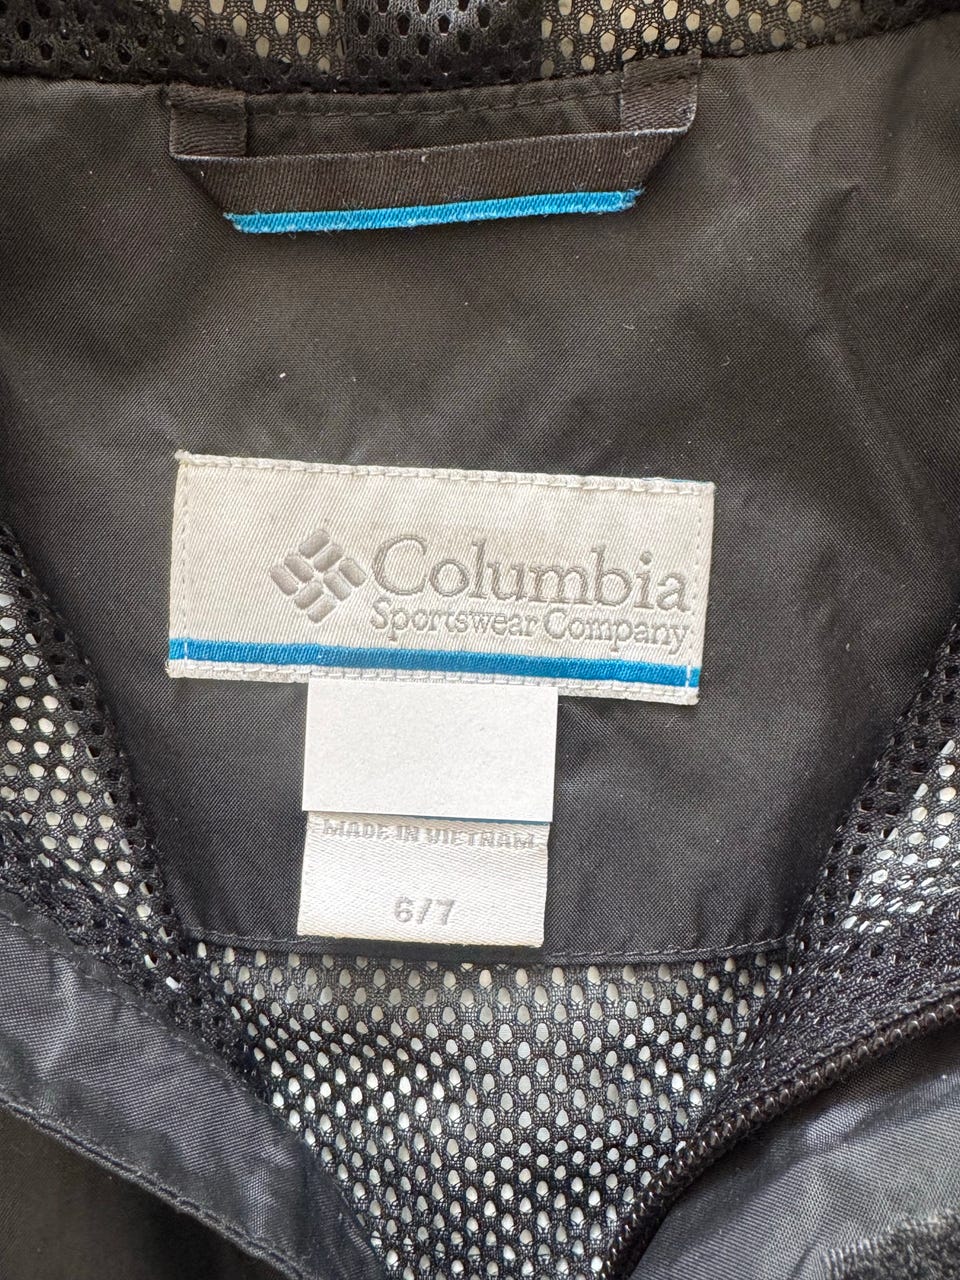 Columbia
Sportswear Company
MADE IN VIETNAM
6/7